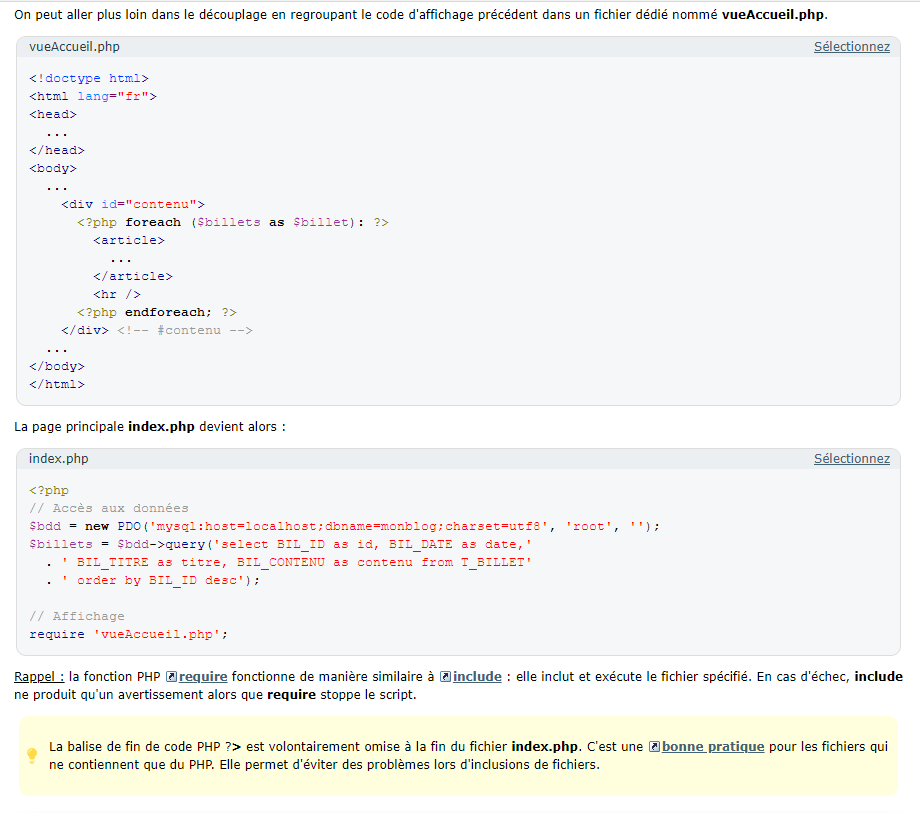 On peut aller plus loin dans le découplage en regroupant le code d'affichage précédent dans un fichier dédié nommé vueAccueil.php.
vueAccueil.php Sélectionnez
<!doctype html>
<html lang="fr">
<head>
  ...
</head>
<body>
  ...
    <div id="contenu">
      <?php foreach ($billets as $billet): ?>
        <article>
          ...
        </article>
        <hr />
      <?php endforeach; ?>
    </div> <!-- #contenu -->
  ...
</body>
</html>
La page principale index.php devient alors :
index.php Sélectionnez
<?php
// Accès aux données
$bdd = new PDO('mysql:host=localhost;dbname=monblog;charset=utf8', 'root', '');
$billets = $bdd->query('select BIL_ID as id, BIL_DATE as date,'
  . ' BIL_TITRE as titre, BIL_CONTENU as contenu from T_BILLET'
  . ' order by BIL_ID desc');
// Affichage
require 'vueAccueil.php';
Rappel : la fonction PHP require fonctionne de manière similaire à include : elle inclut et exécute le fichier spécifié. En cas d'échec, include
ne produit qu'un avertissement alors que require stoppe le script.
La balise de fin de code PHP ?> est volontairement omise à la fin du fichier index.php. C'est une bonne pratique pour les fichiers qui
ne contiennent que du PHP. Elle permet d'éviter des problèmes lors d'inclusions de fichiers.